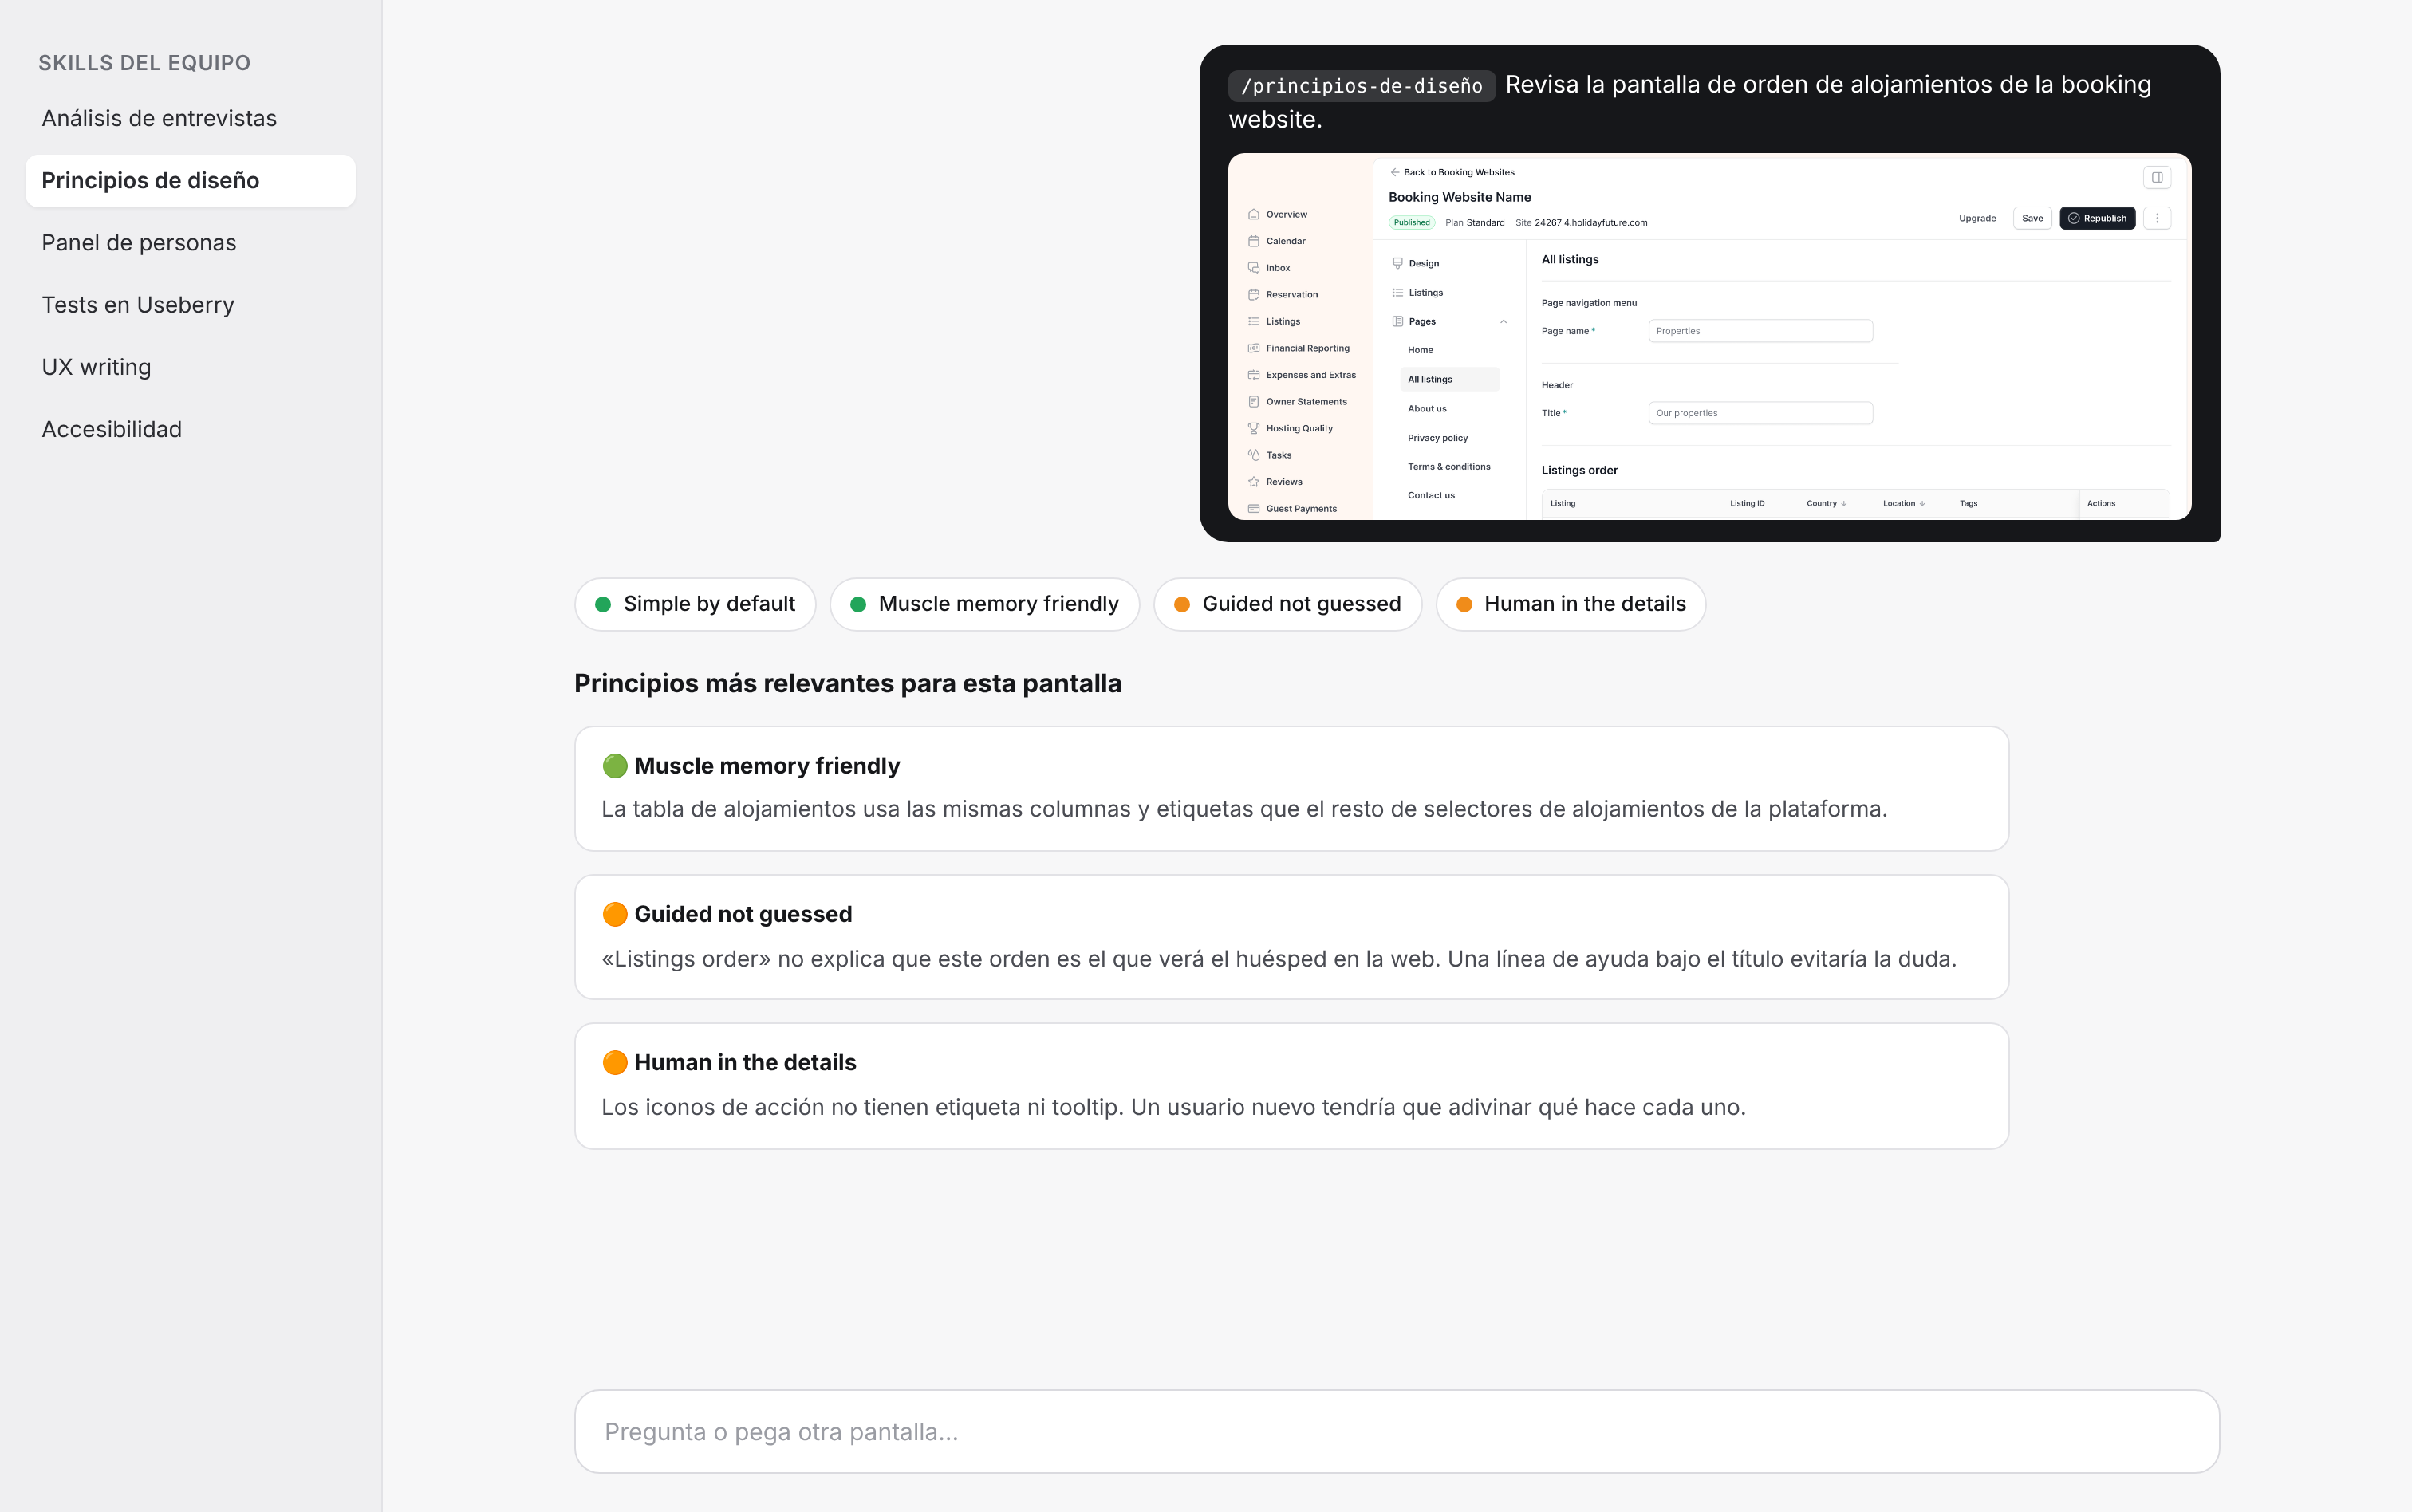 SKILLS DEL EQUIPO
Análisis de entrevistas
Principios de diseño
Panel de personas
Tests en Useberry
UX writing
Accesibilidad
/principios-de-diseño Revisa la pantalla de orden de alojamientos de la booking
website.
Back to Booking Websites
Booking Website Name
Published Plan Standard Site 24267_4.holidayfuture.com
Upgrade Save Republish
Overview
Calendar
Inbox
Reservation
Listings
Financial Reporting
Expenses and Extras
Owner Statements
Hosting Quality
Tasks
Reviews
Guest Payments
Design
Listings
Pages
Home
All listings
About us
Privacy policy
Terms & conditions
Contact us
All listings
Page navigation menu
Page name * Properties
Header
Title * Our properties
Listings order
Listing Listing ID Country ↓ Location ↓ Tags Actions
Simple by default Muscle memory friendly Guided not guessed Human in the details
Principios más relevantes para esta pantalla
Muscle memory friendly
La tabla de alojamientos usa las mismas columnas y etiquetas que el resto de selectores de alojamientos de la plataforma.
Guided not guessed
«Listings order» no explica que este orden es el que verá el huésped en la web. Una línea de ayuda bajo el título evitaría la duda.
Human in the details
Los iconos de acción no tienen etiqueta ni tooltip. Un usuario nuevo tendría que adivinar qué hace cada uno.
Pregunta o pega otra pantalla...